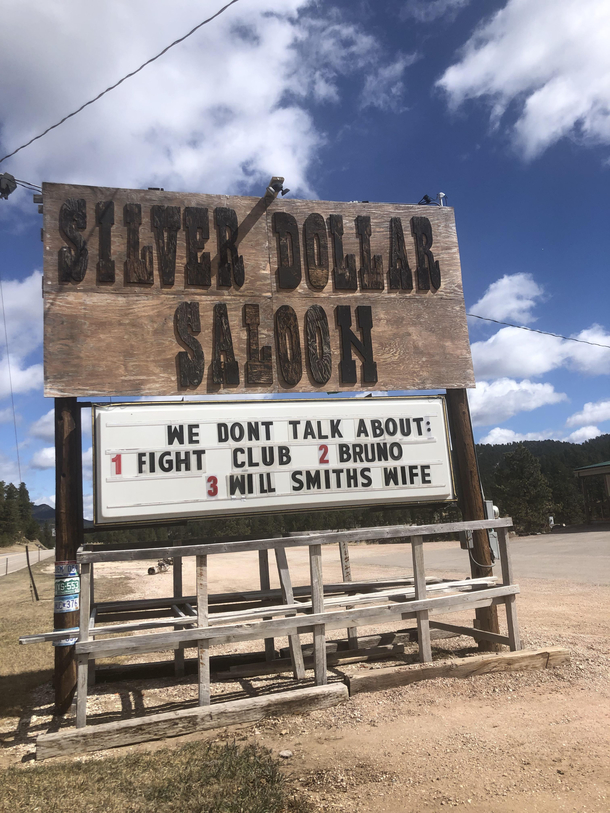 SILVER DOLLAR
SALOON
WE DONT TALK ABOUT:
1 FIGHT CLUB 2 BRUNO
3 WILL SMITHS WIFE